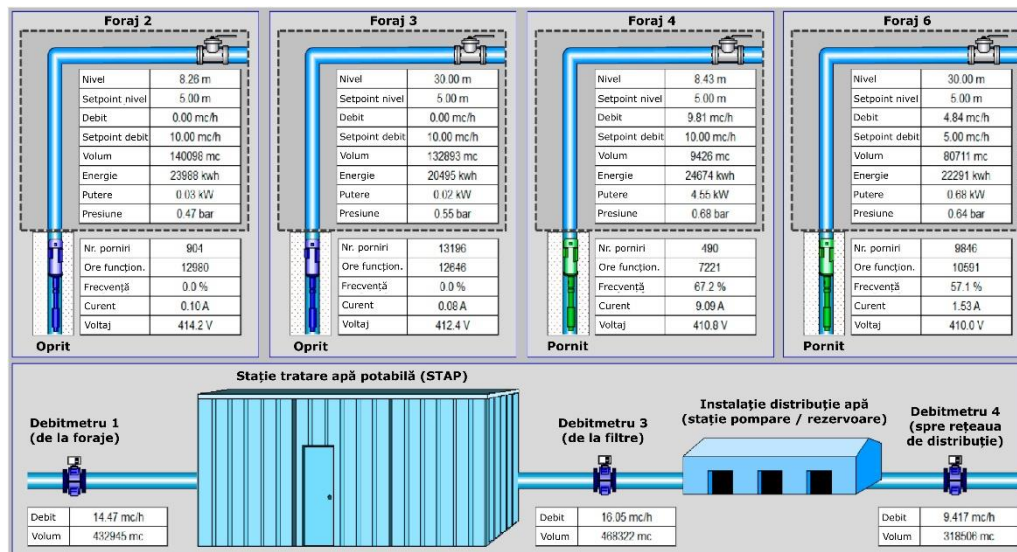 Foraj 2
Nivel 8.26 m
Setpoint nivel 5.00 m
Debit 0.00 mc/h
Setpoint debit 10.00 mc/h
Volum 140098 mc
Energie 23988 kwh
Putere 0.03 kW
Presiune 0.47 bar
Nr. porniri 904
Ore funcțion. 12980
Frecvență 0.0 %
Curent 0.10 A
Voltaj 414.2 V
Oprit
Foraj 3
Nivel 30.00 m
Setpoint nivel 5.00 m
Debit 0.00 mc/h
Setpoint debit 10.00 mc/h
Volum 132893 mc
Energie 20495 kwh
Putere 0.02 kW
Presiune 0.55 bar
Nr. porniri 13196
Ore funcțion. 12646
Frecvență 0.0 %
Curent 0.08 A
Voltaj 412.4 V
Oprit
Foraj 4
Nivel 8.43 m
Setpoint nivel 5.00 m
Debit 9.81 mc/h
Setpoint debit 10.00 mc/h
Volum 9426 mc
Energie 24674 kwh
Putere 4.55 kW
Presiune 0.68 bar
Nr. porniri 490
Ore funcțion. 7221
Frecvență 67.2 %
Curent 9.09 A
Voltaj 410.8 V
Pornit
Foraj 6
Nivel 30.00 m
Setpoint nivel 5.00 m
Debit 4.84 mc/h
Setpoint debit 5.00 mc/h
Volum 80711 mc
Energie 22291 kwh
Putere 0.68 kW
Presiune 0.64 bar
Nr. porniri 9846
Ore funcțion. 10591
Frecvență 57.1 %
Curent 1.53 A
Voltaj 410.0 V
Pornit
Stație tratare apă potabilă (STAP)
Debitmetru 1
(de la foraje)
Debit 14.47 mc/h
Volum 432945 mc
Debitmetru 3
(de la filtre)
Debit 16.05 mc/h
Volum 468322 mc
Instalație distribuție apă
(stație pompare / rezervoare)
Debitmetru 4
(spre rețeaua
de distribuție)
Debit 9.417 mc/h
Volum 318506 mc